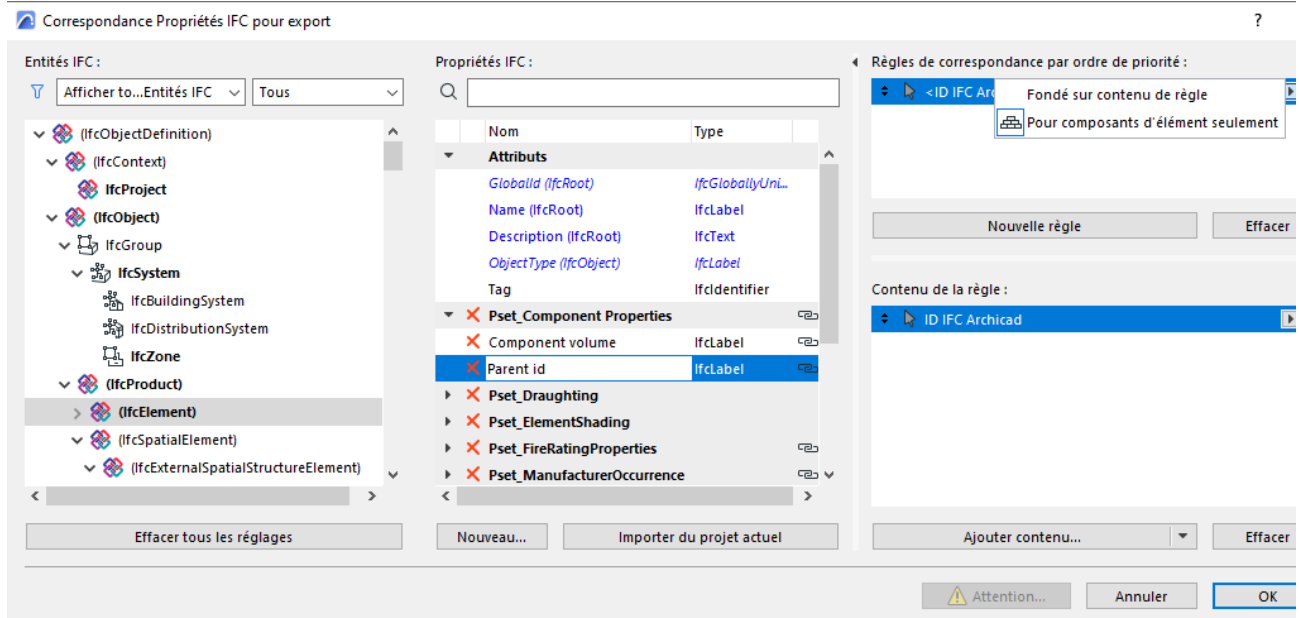 Correspondance Propriétés IFC pour export
?
Entités IFC :
Afficher to...Entités IFC
Tous
(IfcObjectDefinition)
(IfcContext)
IfcProject
(IfcObject)
IfcGroup
IfcSystem
IfcBuildingSystem
IfcDistributionSystem
IfcZone
(IfcProduct)
(IfcElement)
(IfcSpatialElement)
(IfcExternalSpatialStructureElement)
Effacer tous les réglages
Propriétés IFC :
Nom Type
Attributs
GlobalId (IfcRoot) IfcGloballyUni...
Name (IfcRoot) IfcLabel
Description (IfcRoot) IfcText
ObjectType (IfcObject) IfcLabel
Tag IfcIdentifier
Pset_Component Properties
Component volume IfcLabel
Parent id IfcLabel
Pset_Draughting
Pset_ElementShading
Pset_FireRatingProperties
Pset_ManufacturerOccurrence
Nouveau... Importer du projet actuel
Règles de correspondance par ordre de priorité :
<ID IFC Arc
Fondé sur contenu de règle
Pour composants d'élément seulement
Nouvelle règle Effacer
Contenu de la règle :
ID IFC Archicad
Ajouter contenu... Effacer
Attention... Annuler OK